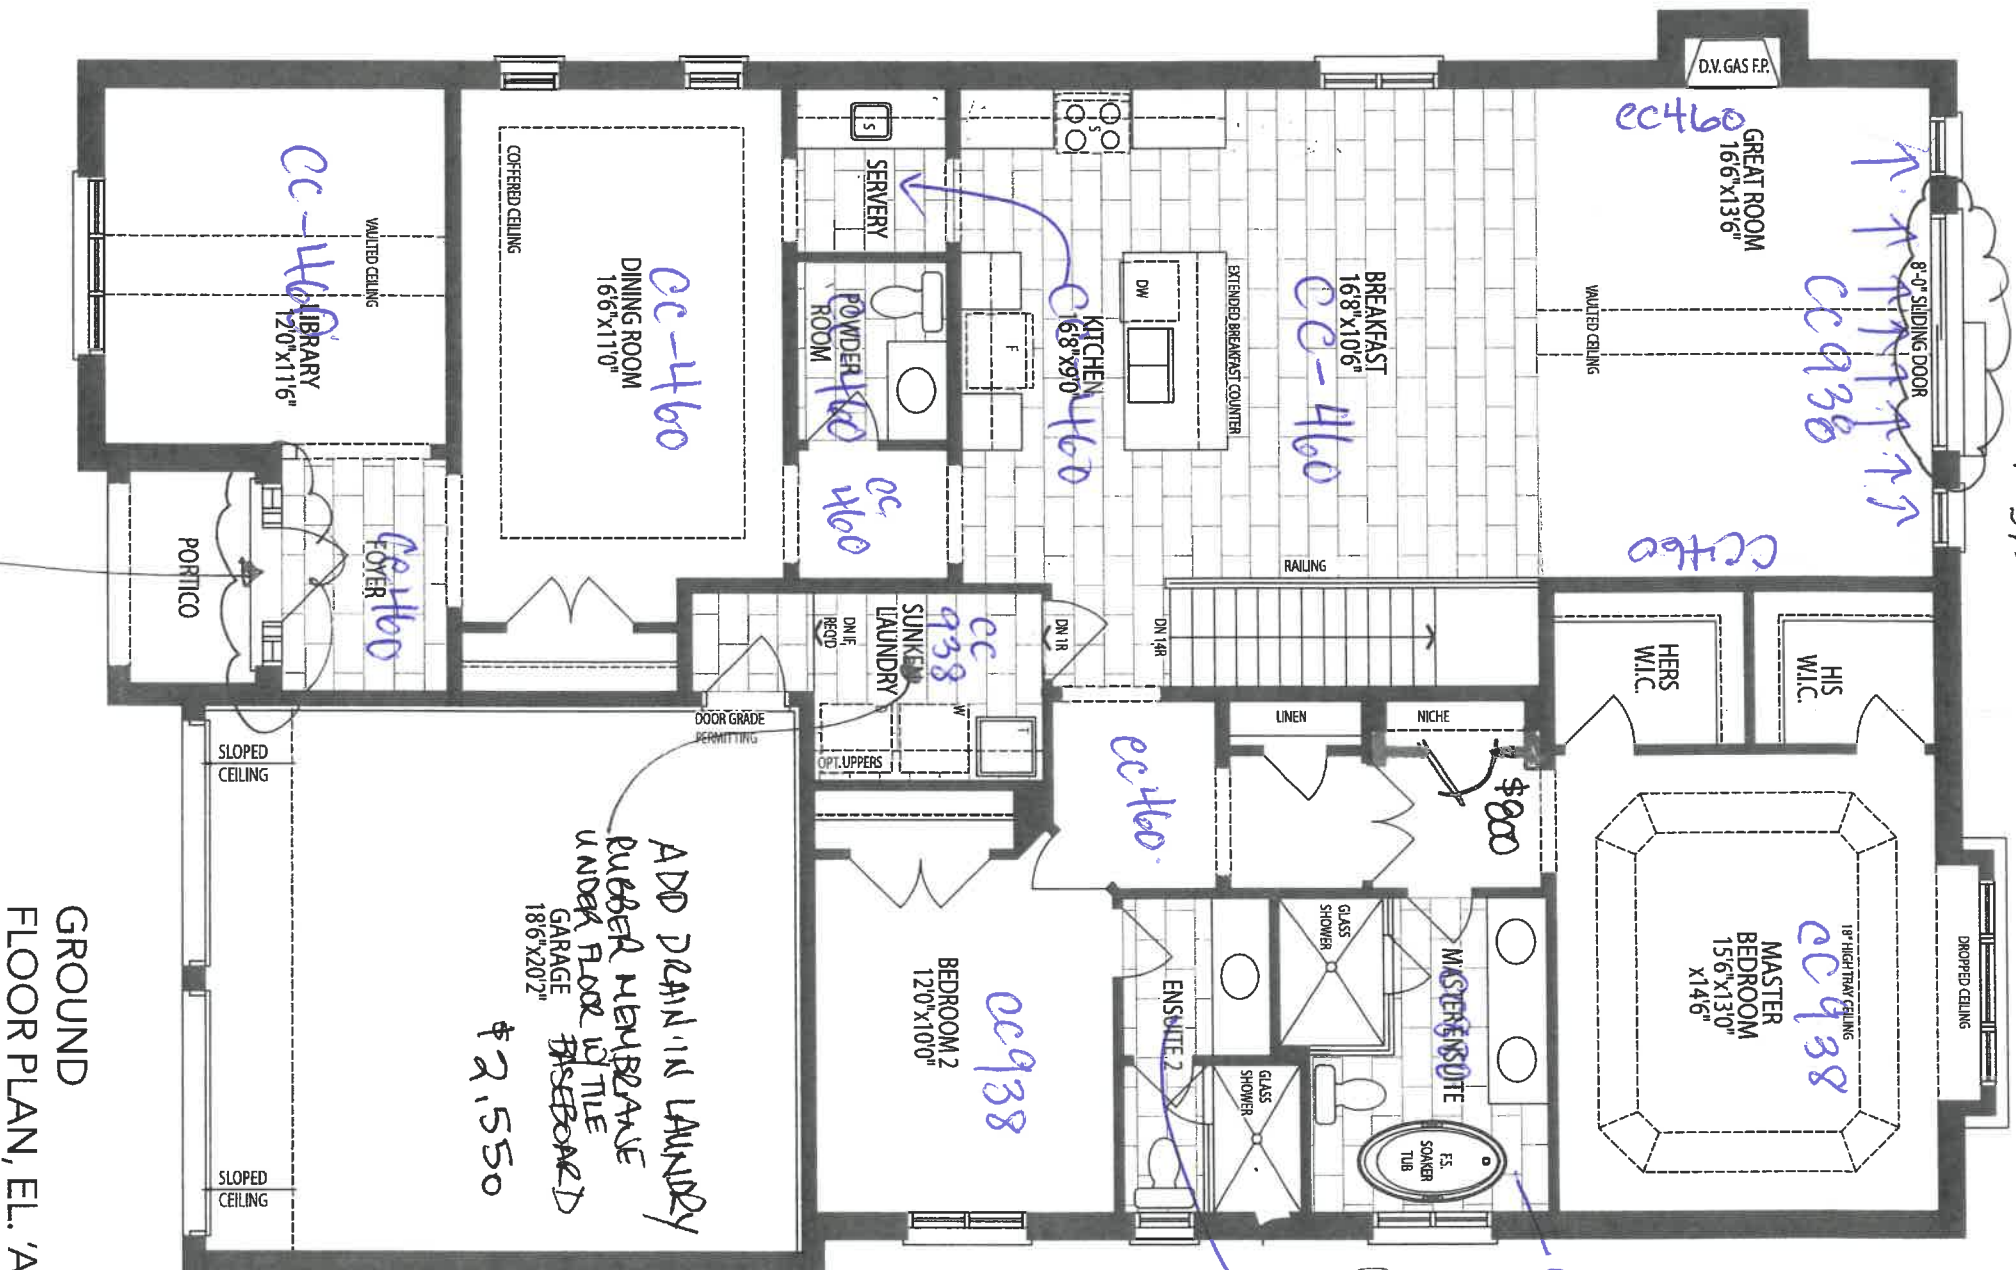 D.V. GAS F.P.
CC460
GREAT ROOM
16'6"x13'6"
8'-0" SLIDING DOOR
CC 930
VAULTED CEILING
CC460
BREAKFAST
16'8"x10'6"
CC-460
EXTENDED BREAKFAST COUNTER
DW
KITCHEN
16'8"x9'0"
CC-460
S
F
SERVERY
S
POWDER
ROOM
CC460
CC
460
COFFERED CEILING
DINING ROOM
16'6"x11'0"
CC-460
VAULTED CEILING
LIBRARY
12'0"x11'6"
CC-460
FOYER
CC460
PORTICO
RAILING
DN 14R
DN 1R
SUNKEN
LAUNDRY
CC
938
DN IF
REQ'D
W
T
OPT. UPPERS
DOOR GRADE
PERMITTING
HERS
W.I.C.
HIS
W.I.C.
LINEN
NICHE
$800
CC460
MASTER
BEDROOM
15'6"x13'0"
x14'6"
18" HIGH TRAY CEILING
CC938
DROPPED CEILING
GLASS
SHOWER
MASTER ENSUITE
F.S.
SOAKER
TUB
ENSUITE 2
GLASS
SHOWER
BEDROOM 2
12'0"x10'0"
CC938
SLOPED
CEILING
SLOPED
CEILING
GARAGE
18'6"x20'2"
ADD DRAIN IN LAUNDRY
RUBBER MEMBRANE
UNDER FLOOR W/ TILE
BASEBOARD
$2,550
GROUND
FLOOR PLAN, EL. 'A